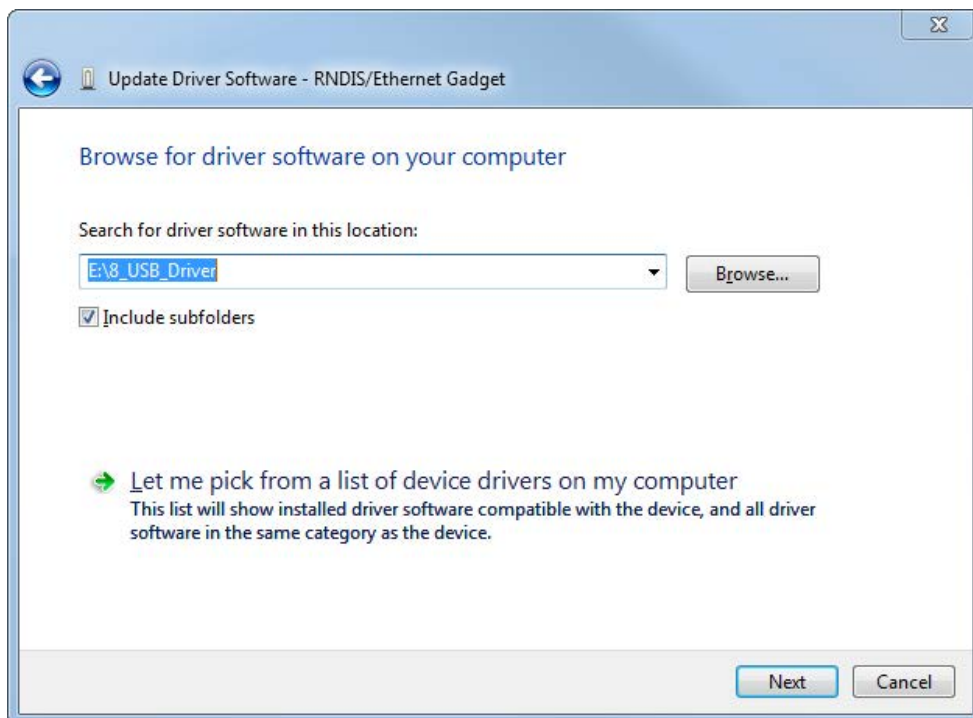 Update Driver Software - RNDIS/Ethernet Gadget
Browse for driver software on your computer
Search for driver software in this location:
E:\8_USB_Driver
Browse...
Include subfolders
Let me pick from a list of device drivers on my computer
This list will show installed driver software compatible with the device, and all driver
software in the same category as the device.
Next
Cancel